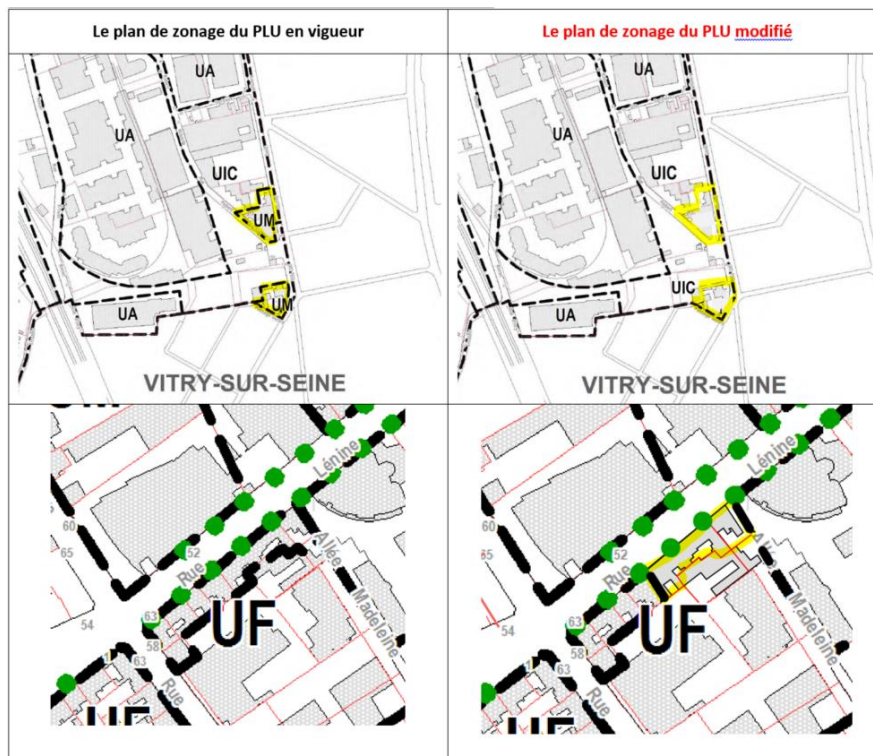 Le plan de zonage du PLU en vigueur
Le plan de zonage du PLU modifié
UA
UA
UIC
UM
UM
UA
VITRY-SUR-SEINE
UA
UA
UIC
UIC
UA
VITRY-SUR-SEINE
60
65
52
54
63
58
63
Rue
Lénine
Allée
Madeleine
UF
Rue
UF
60
65
52
54
63
58
63
Rue
Lénine
Allée
Madeleine
UF
Rue
UF